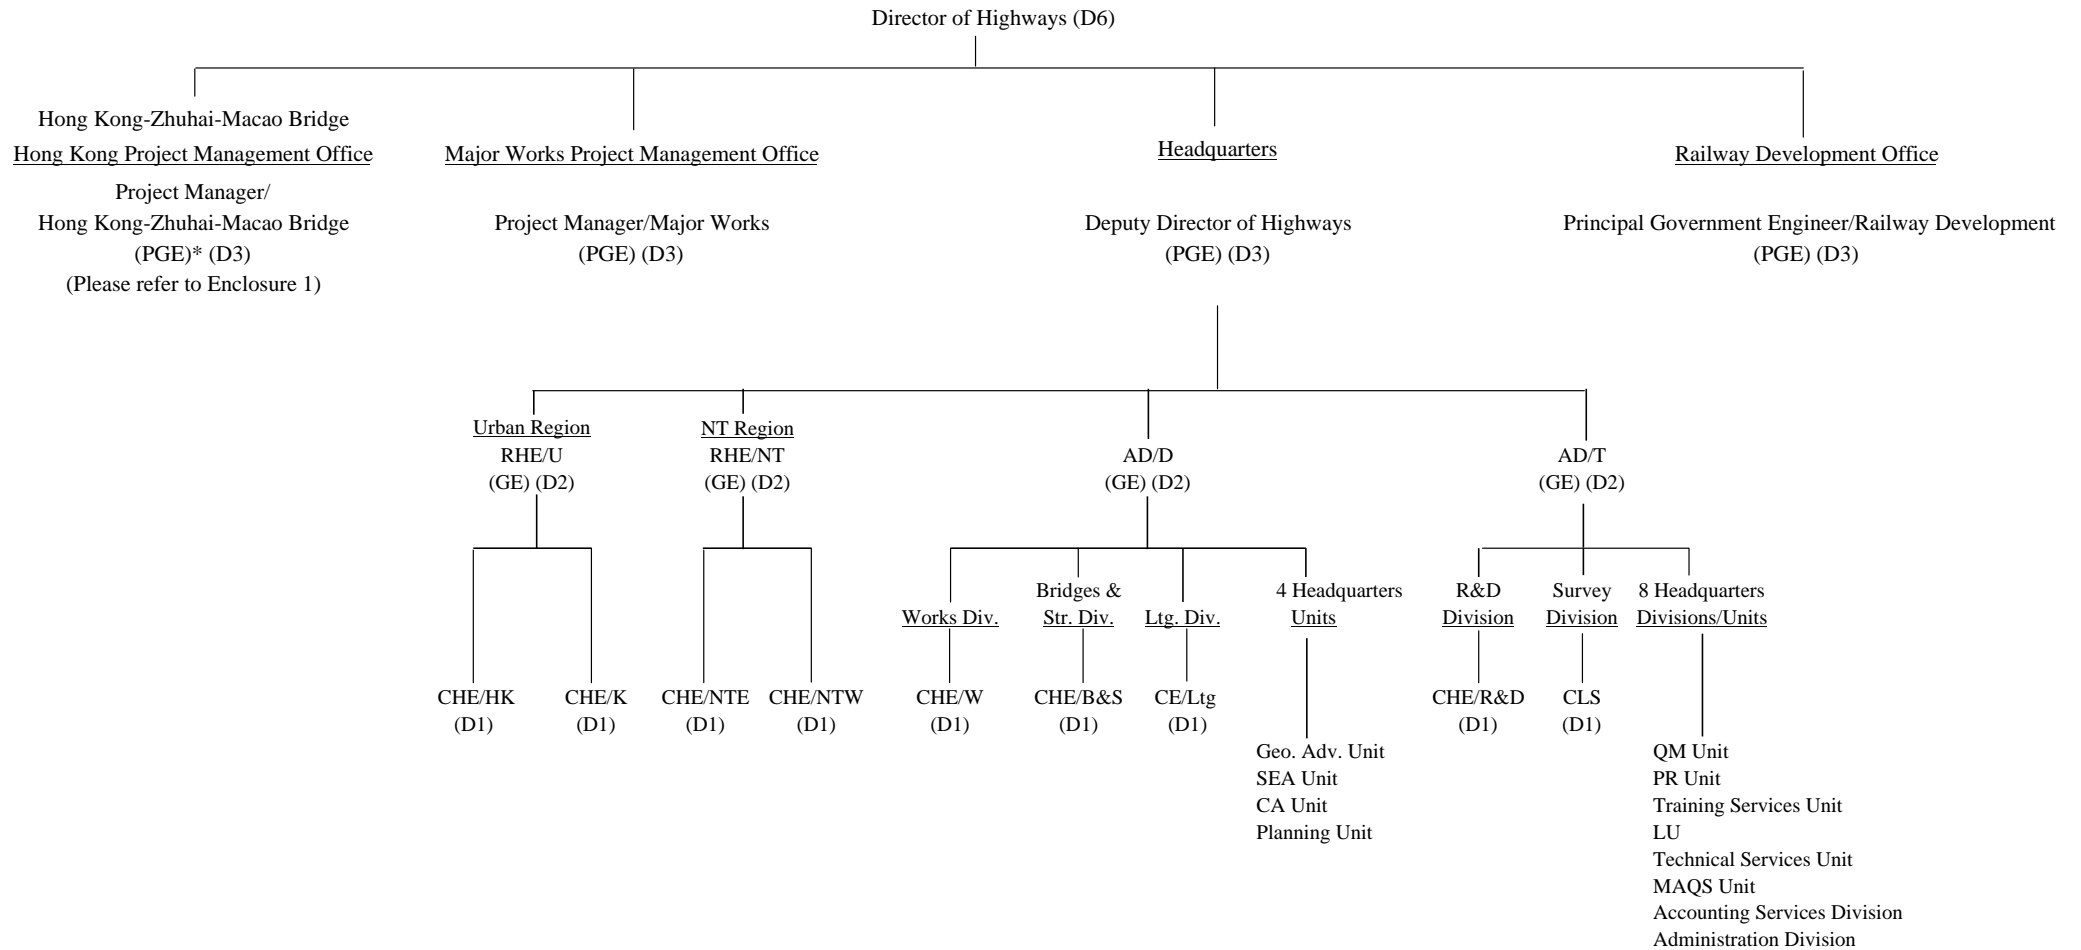 Director of Highways (D6)
Hong Kong-Zhuhai-Macao Bridge
Hong Kong Project Management Office
Project Manager/
Hong Kong-Zhuhai-Macao Bridge
(PGE)* (D3)
(Please refer to Enclosure 1)
Major Works Project Management Office
Project Manager/Major Works
(PGE) (D3)
Headquarters
Deputy Director of Highways
(PGE) (D3)
Railway Development Office
Principal Government Engineer/Railway Development
(PGE) (D3)
Urban Region
RHE/U
(GE) (D2)
NT Region
RHE/NT
(GE) (D2)
AD/D
(GE) (D2)
AD/T
(GE) (D2)
CHE/HK
(D1)
CHE/K
(D1)
CHE/NTE
(D1)
CHE/NTW
(D1)
Works Div.
CHE/W
(D1)
Bridges &
Str. Div.
CHE/B&S
(D1)
Ltg. Div.
CE/Ltg
(D1)
4 Headquarters
Units
Geo. Adv. Unit
SEA Unit
CA Unit
Planning Unit
R&D
Division
CHE/R&D
(D1)
Survey
Division
CLS
(D1)
8 Headquarters
Divisions/Units
QM Unit
PR Unit
Training Services Unit
LU
Technical Services Unit
MAQS Unit
Accounting Services Division
Administration Division